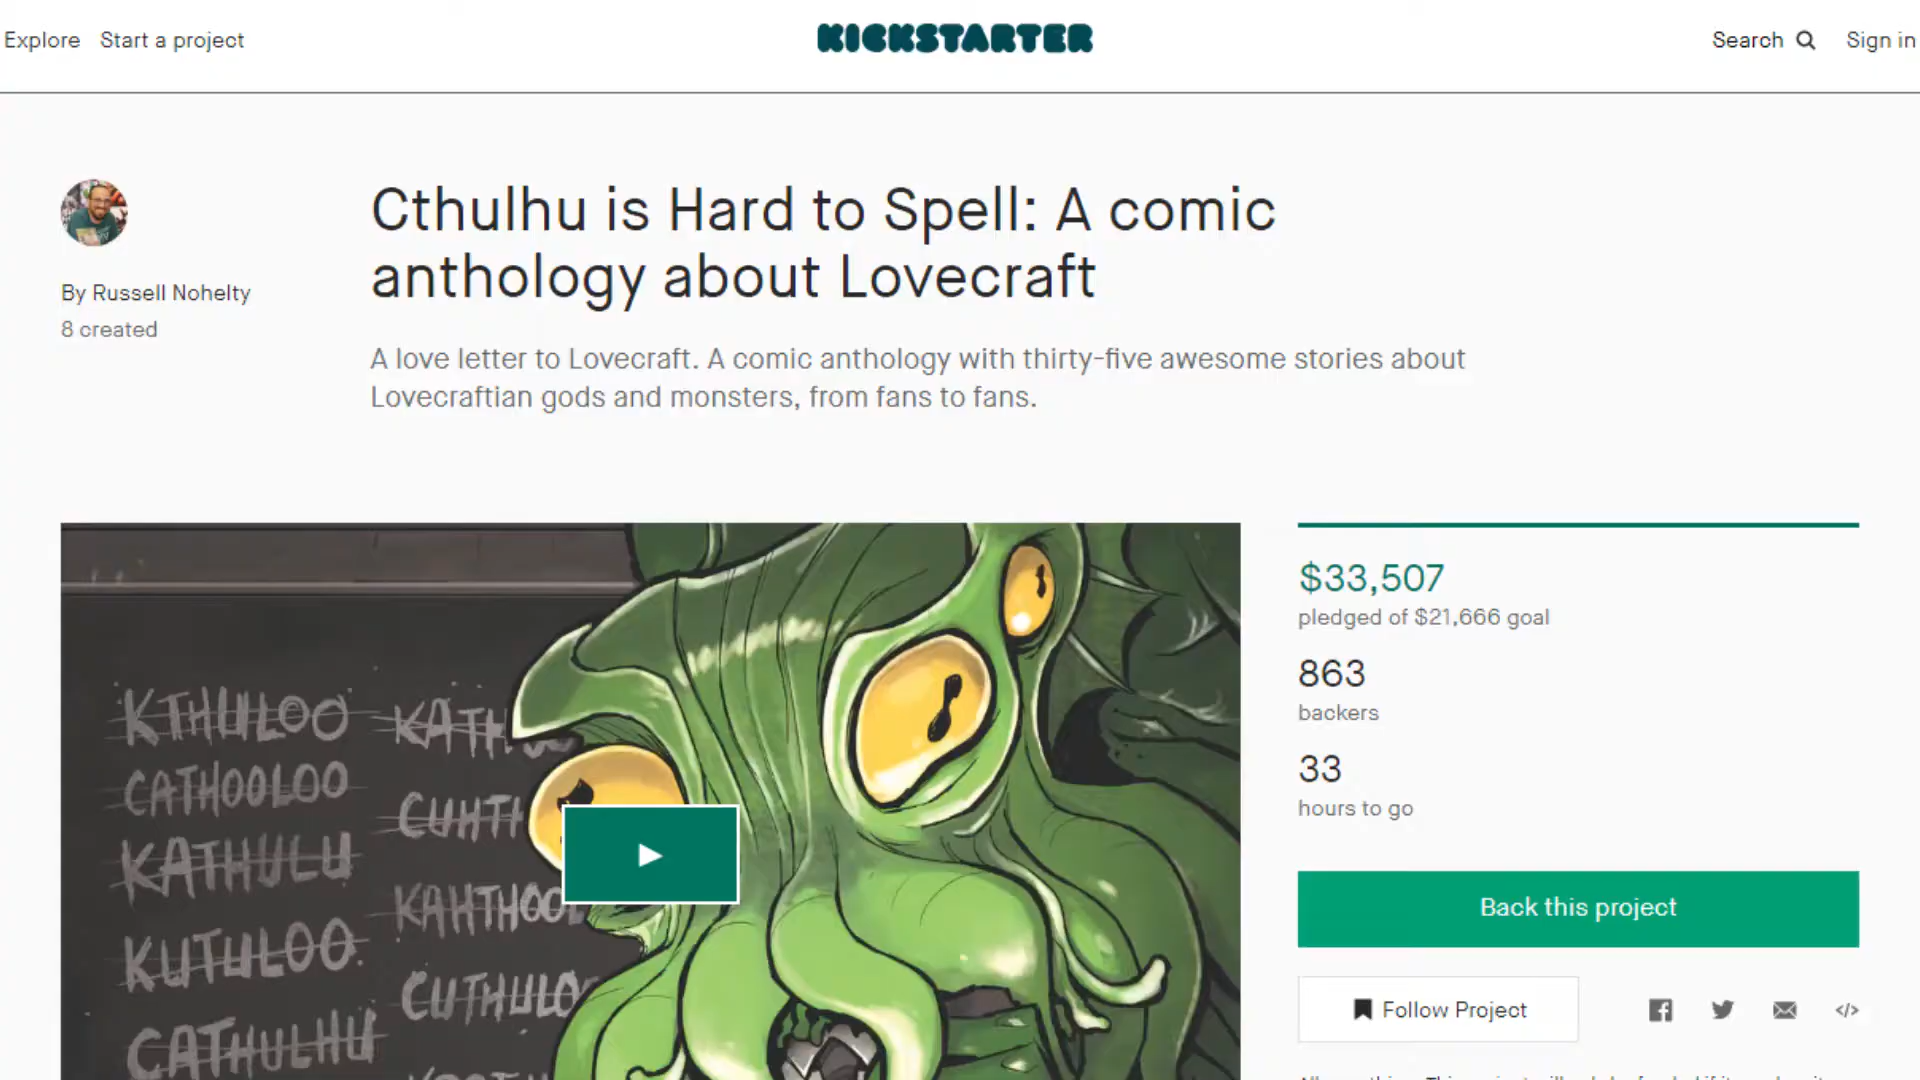 Explore Start a project KICKSTARTER Search Sign in
Cthulhu is Hard to Spell: A comic
anthology about Lovecraft
By Russell Nohelty
8 created
A love letter to Lovecraft. A comic anthology with thirty-five awesome stories about
Lovecraftian gods and monsters, from fans to fans.
$33,507
pledged of $21,666 goal
863
backers
33
hours to go
Back this project
Follow Project
KTHULOO
CATHOOLOO
KATHULU
KUTULOO
CATHULHU
CUTHULO